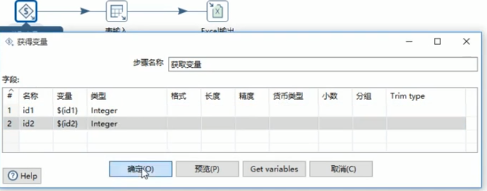 表输入
Excel输出
获得变量
步骤名称 获取变量
字段:
# 名称 变量 类型 格式 长度 精度 货币类型 小数 分组 Trim type
1 id1 ${id1} Integer
2 id2 ${id2} Integer
Help 确定(O) 预览(P) Get variables 取消(C)